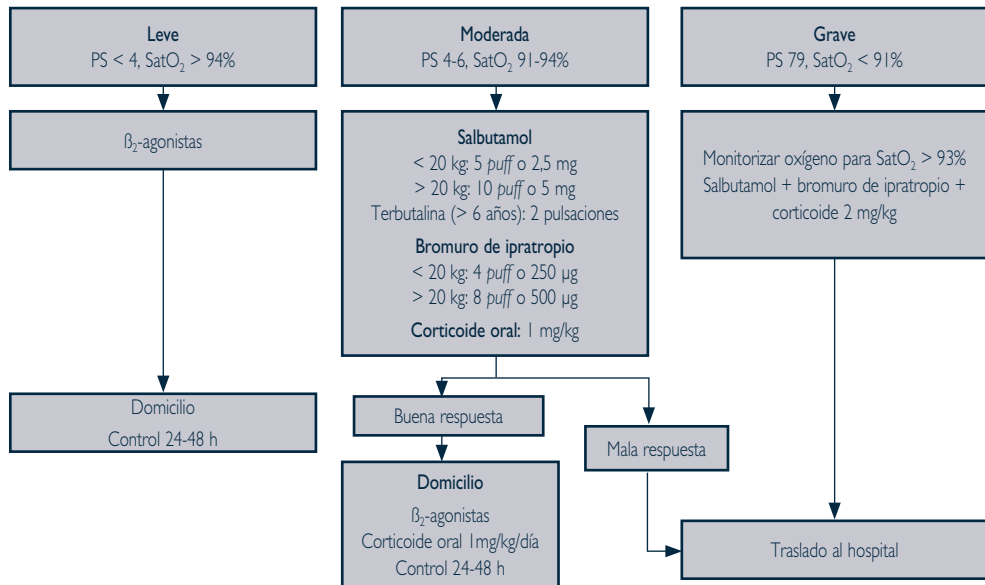 Leve
PS < 4, SatO₂ > 94%
ß₂-agonistas
Domicilio
Control 24-48 h
Moderada
PS 4-6, SatO₂ 91-94%
Salbutamol
< 20 kg: 5 puff o 2,5 mg
> 20 kg: 10 puff o 5 mg
Terbutalina (> 6 años): 2 pulsaciones
Bromuro de ipratropio
< 20 kg: 4 puff o 250 µg
> 20 kg: 8 puff o 500 µg
Corticoide oral: 1 mg/kg
Buena respuesta
Domicilio
ß₂-agonistas
Corticoide oral 1mg/kg/día
Control 24-48 h
Mala respuesta
Grave
PS 79, SatO₂ < 91%
Monitorizar oxígeno para SatO₂ > 93%
Salbutamol + bromuro de ipratropio +
corticoide 2 mg/kg
Traslado al hospital